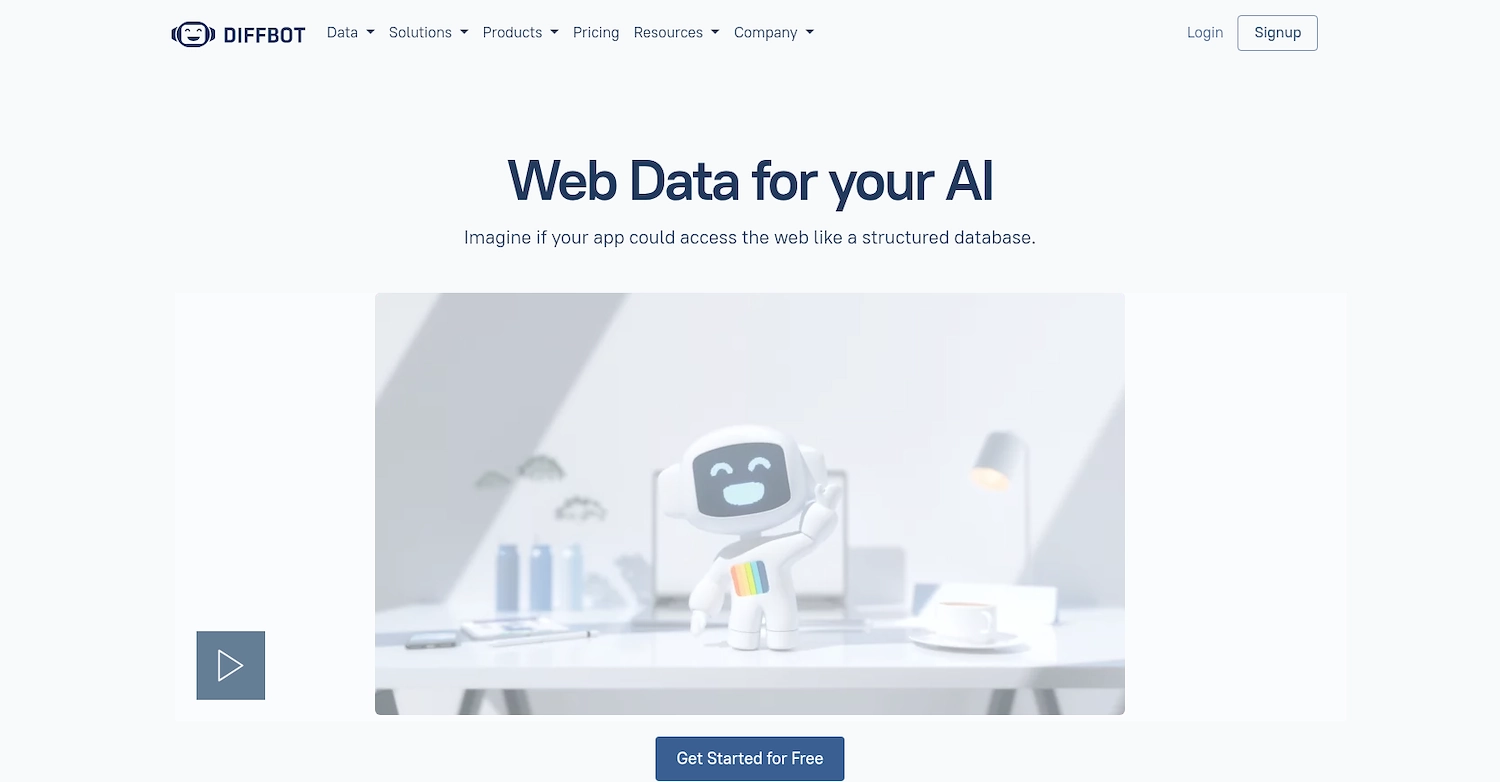 DIFFBOT Data Solutions Products Pricing Resources Company Login Signup
Web Data for your AI
Imagine if your app could access the web like a structured database.
Get Started for Free